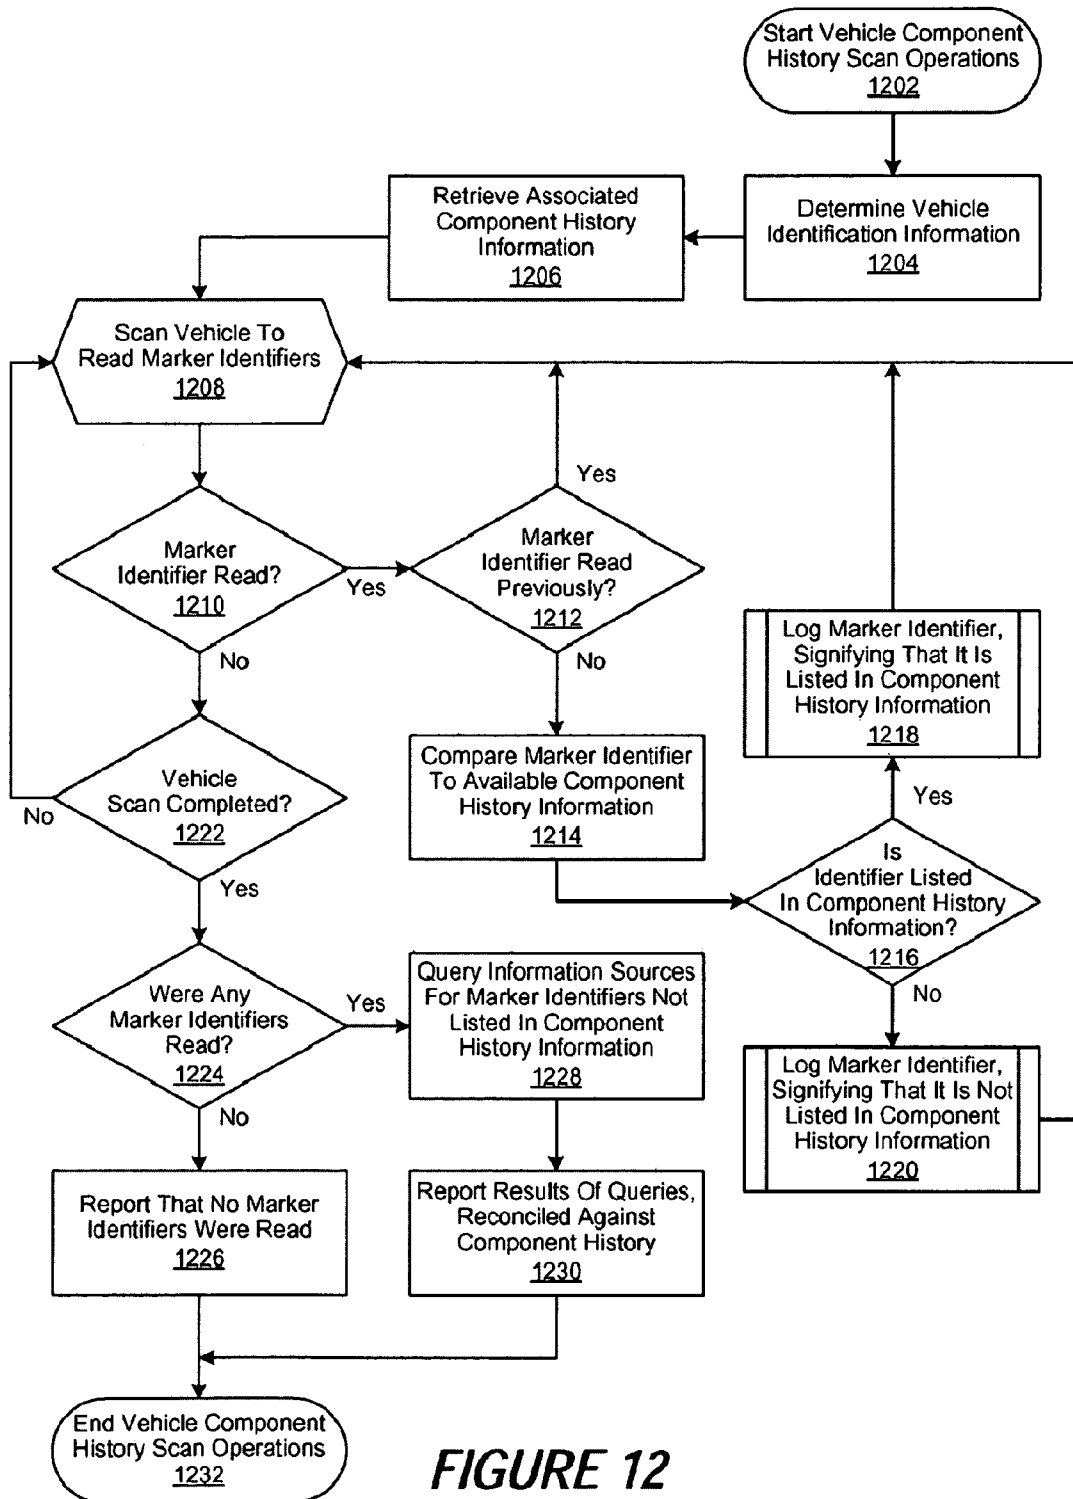 Start Vehicle Component
History Scan Operations
1202
Retrieve Associated
Component History
Information
1206
Determine Vehicle
Identification Information
1204
Scan Vehicle To
Read Marker Identifiers
1208
Yes
Marker
Identifier Read?
1210
Yes
Marker
Identifier Read
Previously?
1212
No
No
Log Marker Identifier,
Signifying That It Is
Listed In Component
History Information
1218
Vehicle
Scan Completed?
1222
No
Yes
Compare Marker Identifier
To Available Component
History Information
1214
Yes
Is
Identifier Listed
In Component History
Information?
1216
No
Were Any
Marker Identifiers
Read?
1224
Yes
No
Query Information Sources
For Marker Identifiers Not
Listed In Component
History Information
1228
Log Marker Identifier,
Signifying That It Is Not
Listed In Component
History Information
1220
Report That No Marker
Identifiers Were Read
1226
Report Results Of Queries,
Reconciled Against
Component History
1230
End Vehicle Component
History Scan Operations
1232
FIGURE 12